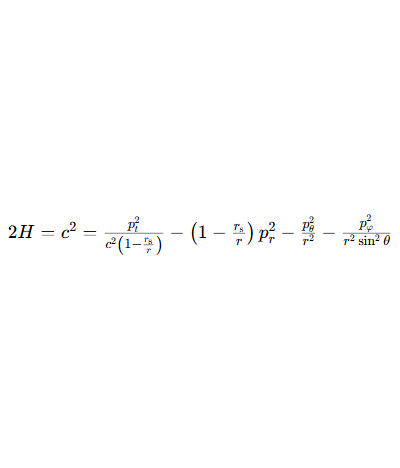 $2H = c^2 = \frac{p_t^2}{c^2\left(1-\frac{r_s}{r}\right)} - \left(1-\frac{r_s}{r}\right)p_r^2 - \frac{p_\theta^2}{r^2} - \frac{p_\varphi^2}{r^2\sin^2\theta}$